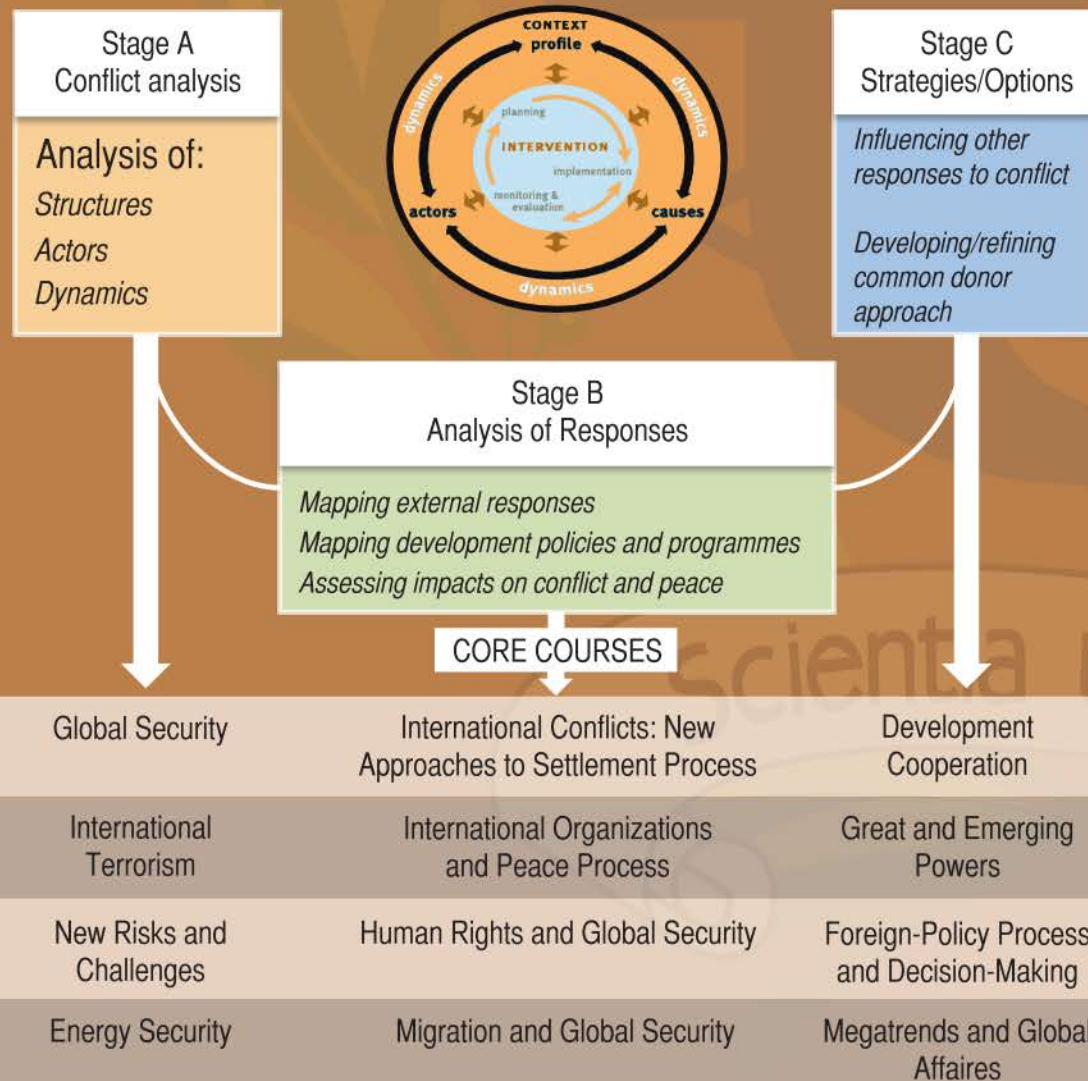 Stage A
Conflict analysis
Analysis of:
Structures
Actors
Dynamics
CONTEXT
profile
dynamics
dynamics
planning
INTERVENTION
implementation
monitoring &
evaluation
actors
causes
dynamics
Stage C
Strategies/Options
Influencing other
responses to conflict
Developing/refining
common donor
approach
Stage B
Analysis of Responses
Mapping external responses
Mapping development policies and programmes
Assessing impacts on conflict and peace
CORE COURSES
Scientia
Global Security
International Conflicts: New
Approaches to Settlement Process
Development
Cooperation
International
Terrorism
International Organizations
and Peace Process
Great and Emerging
Powers
New Risks and
Challenges
Human Rights and Global Security
Foreign-Policy Process
and Decision-Making
Energy Security
Migration and Global Security
Megatrends and Global
Affaires